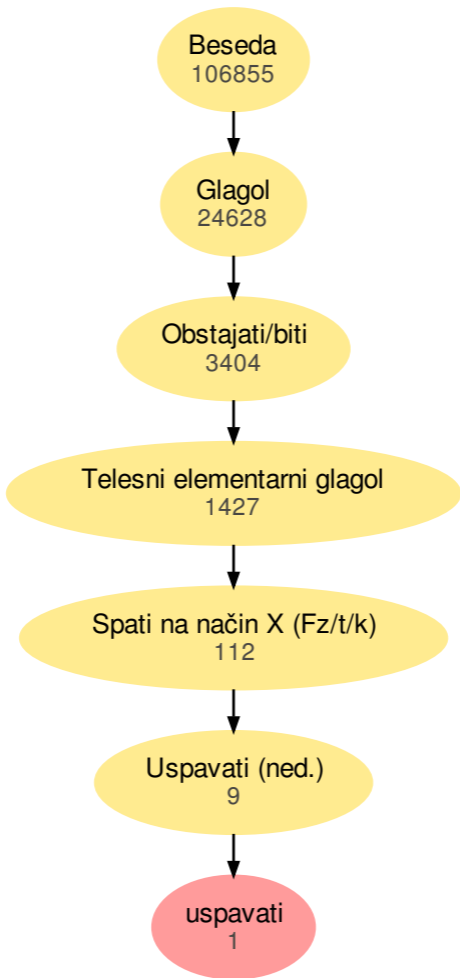 Beseda
106855
Glagol
24628
Obstajati/biti
3404
Telesni elementarni glagol
1427
Spati na način X (Fz/t/k)
112
Uspavati (ned.)
9
uspavati
1